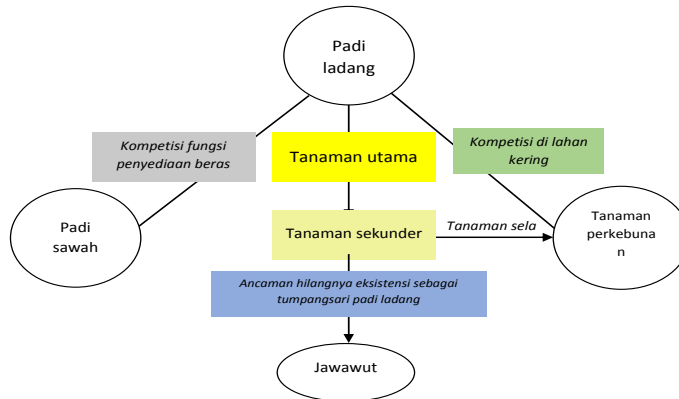 Padi
ladang
Kompetisi fungsi
penyediaan beras
Tanaman utama
Kompetisi di lahan
kering
Padi
sawah
Tanaman sekunder
Tanaman sela
Tanaman
perkebuna
n
Ancaman hilangnya eksistensi sebagai
tumpangsari padi ladang
Jawawut